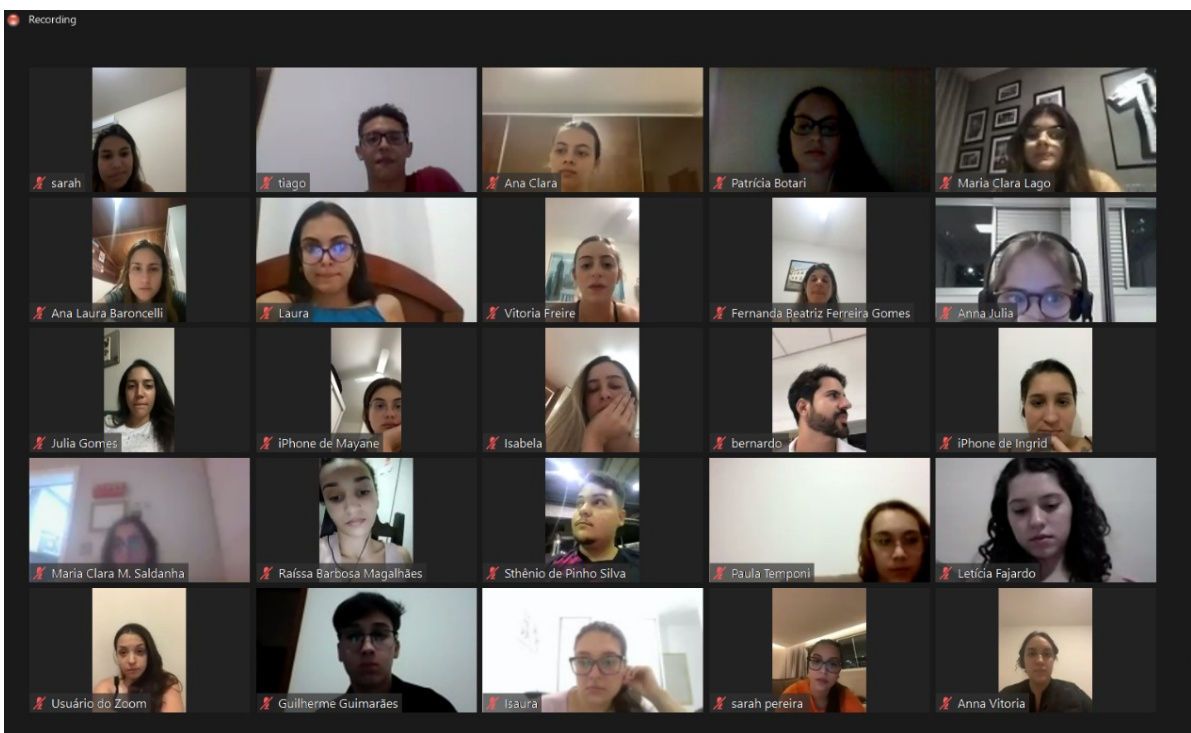 Recording
sarah
tiago
Ana Clara
Patrícia Botari
Maria Clara Lago
Ana Laura Baroncelli
Laura
Vitoria Freire
Fernanda Beatriz Ferreira Gomes
Anna Julia
Julia Gomes
iPhone de Mayane
Isabela
bernardo
iPhone de Ingrid
Maria Clara M. Saldanha
Raíssa Barbosa Magalhães
Sthênio de Pinho Silva
Paula Temponi
Letícia Fajardo
Usuário do Zoom
Guilherme Guimarães
Isaura
sarah pereira
Anna Vitoria